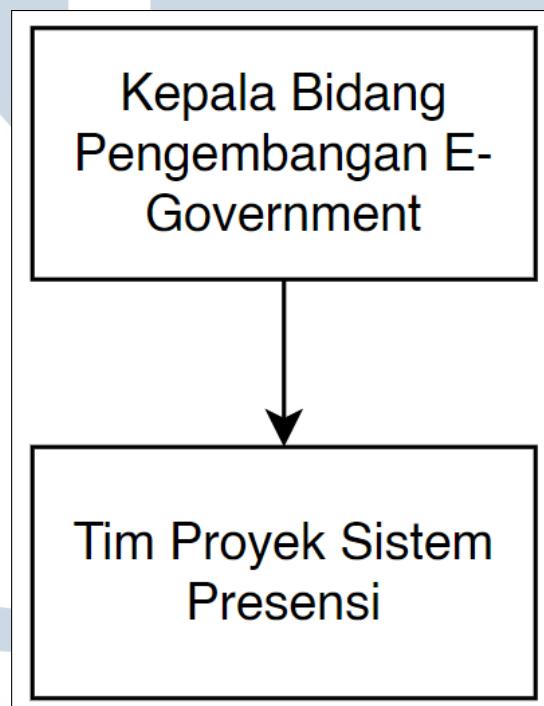 Kepala Bidang
Pengembangan E-
Government
Tim Proyek Sistem
Presensi